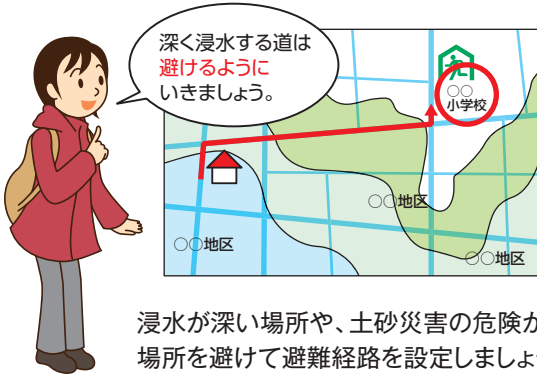 深く浸水する道は
避けるように
いきましょう。
○○
小学校
○○地区
○○地区
○○地区
浸水が深い場所や、土砂災害の危険が
場所を避けて避難経路を設定しましょ